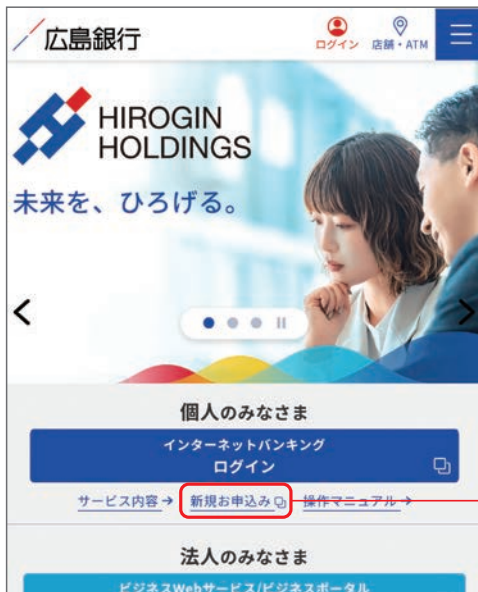 広島銀行
ログイン
店舗・ATM
HIROGIN
HOLDINGS
未来を、ひろげる。
個人のみなさま
インターネットバンキング
ログイン
サービス内容→ 新規お申込み 操作マニュアル→
法人のみなさま
ビジネスWebサービス/ビジネスポータル